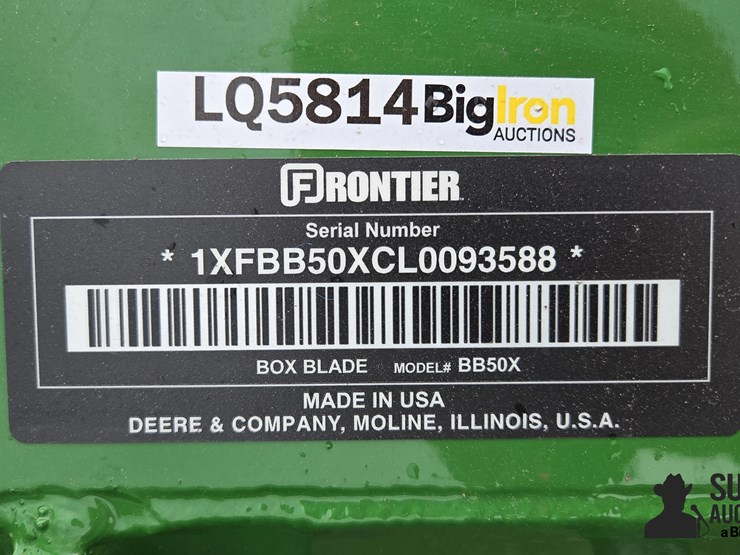 LQ5814 BigIron
AUCTIONS
FRONTIER
Serial Number
* 1XFBB50XCL0093588 *
BOX BLADE MODEL# BB50X
MADE IN USA
DEERE & COMPANY, MOLINE, ILLINOIS, U.S.A.